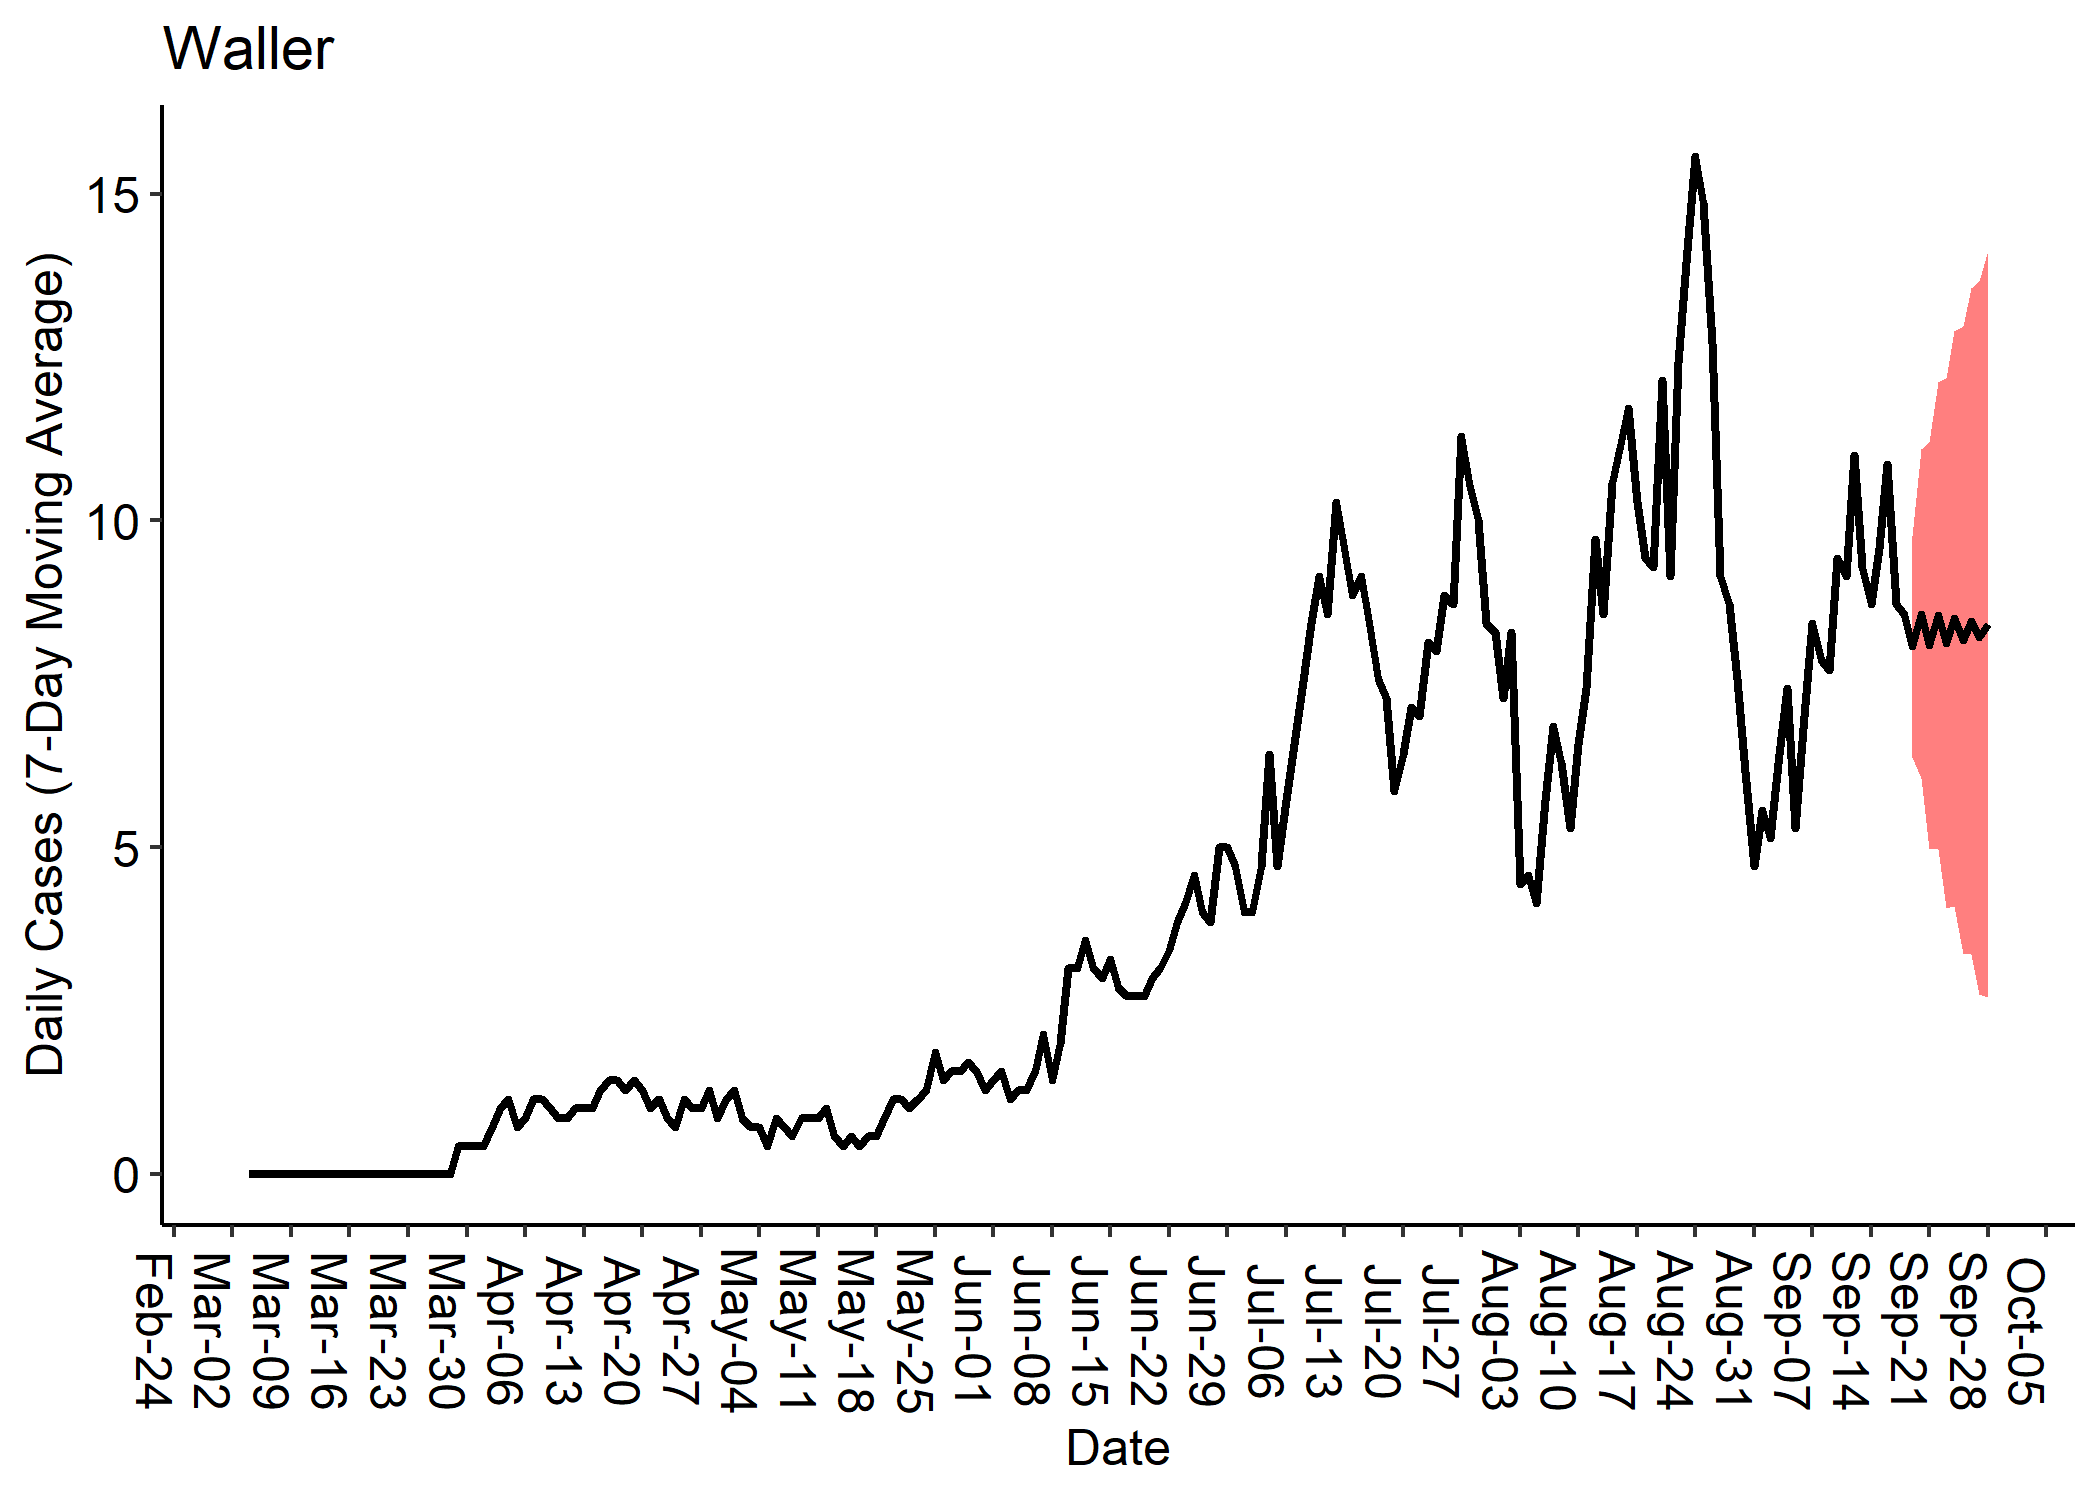 Waller
Daily Cases (7-Day Moving Average)
15
10
5
0
Feb-24
Mar-02
Mar-09
Mar-16
Mar-23
Mar-30
Apr-06
Apr-13
Apr-20
Apr-27
May-04
May-11
May-18
May-25
Jun-01
Jun-08
Jun-15
Jun-22
Jun-29
Jul-06
Jul-13
Jul-20
Jul-27
Aug-03
Aug-10
Aug-17
Aug-24
Aug-31
Sep-07
Sep-14
Sep-21
Sep-28
Oct-05
Date